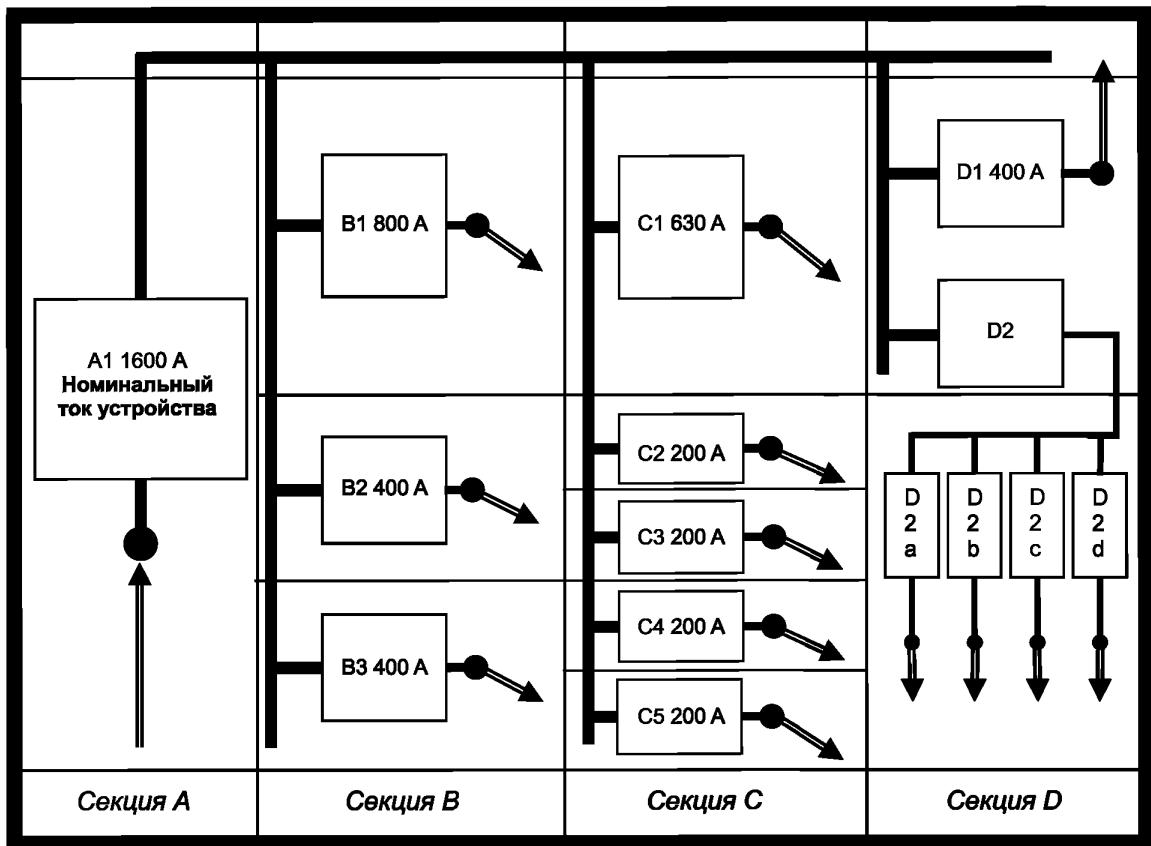 A1 1600 A
Номинальный
ток устройства
B1 800 A
B2 400 A
B3 400 A
C1 630 A
C2 200 A
C3 200 A
C4 200 A
C5 200 A
D1 400 A
D2
D
2
a
D
2
b
D
2
c
D
2
d
Секция A
Секция B
Секция C
Секция D